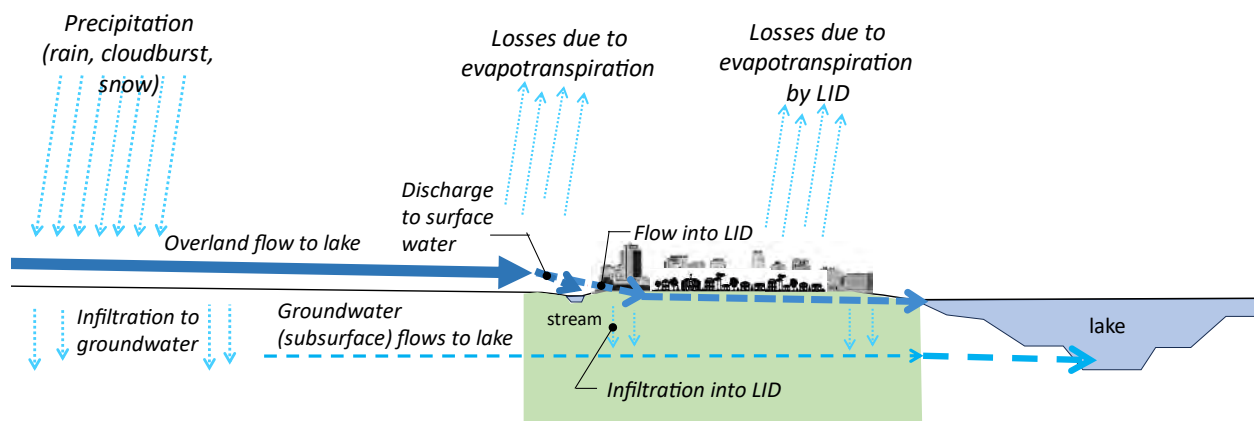 Precipitation
(rain, cloudburst,
snow)
Losses due to
evapotranspiration
Losses due to
evapotranspiration
by LID
Discharge
to surface
water
Flow into LID
Overland flow to lake
Infiltration to
groundwater
Groundwater
(subsurface) flows to lake
stream
lake
Infiltration into LID